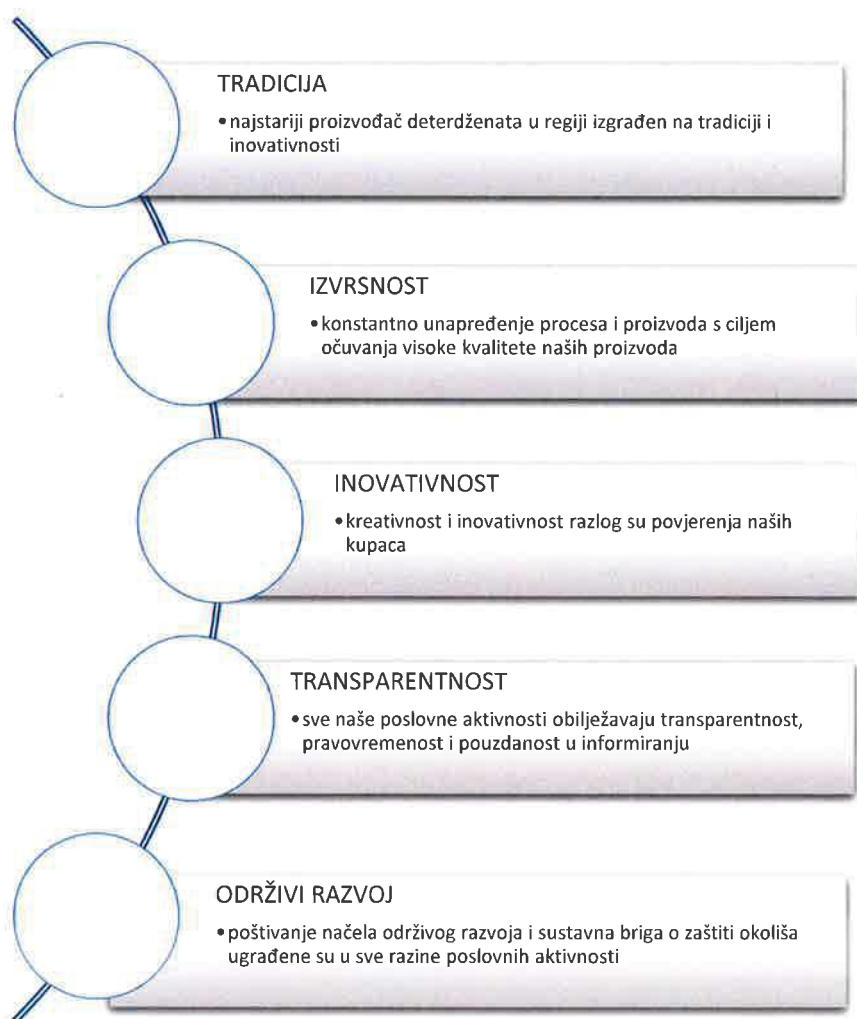 TRADICIJA
•najstariji proizvođač deterdženata u regiji izgrađen na tradiciji i
inovativnosti
IZVRSNOST
•konstantno unapređenje procesa i proizvoda s ciljem
očuvanja visoke kvalitete naših proizvoda
INOVATIVNOST
•kreativnost i inovativnost razlog su povjerenja naših
kupaca
TRANSPARENTNOST
•sve naše poslovne aktivnosti obilježavaju transparentnost,
pravovremenost i pouzdanost u informiranju
ODRŽIVI RAZVOJ
•poštivanje načela održivog razvoja i sustavna briga o zaštiti okoliša
ugrađene su u sve razine poslovnih aktivnosti